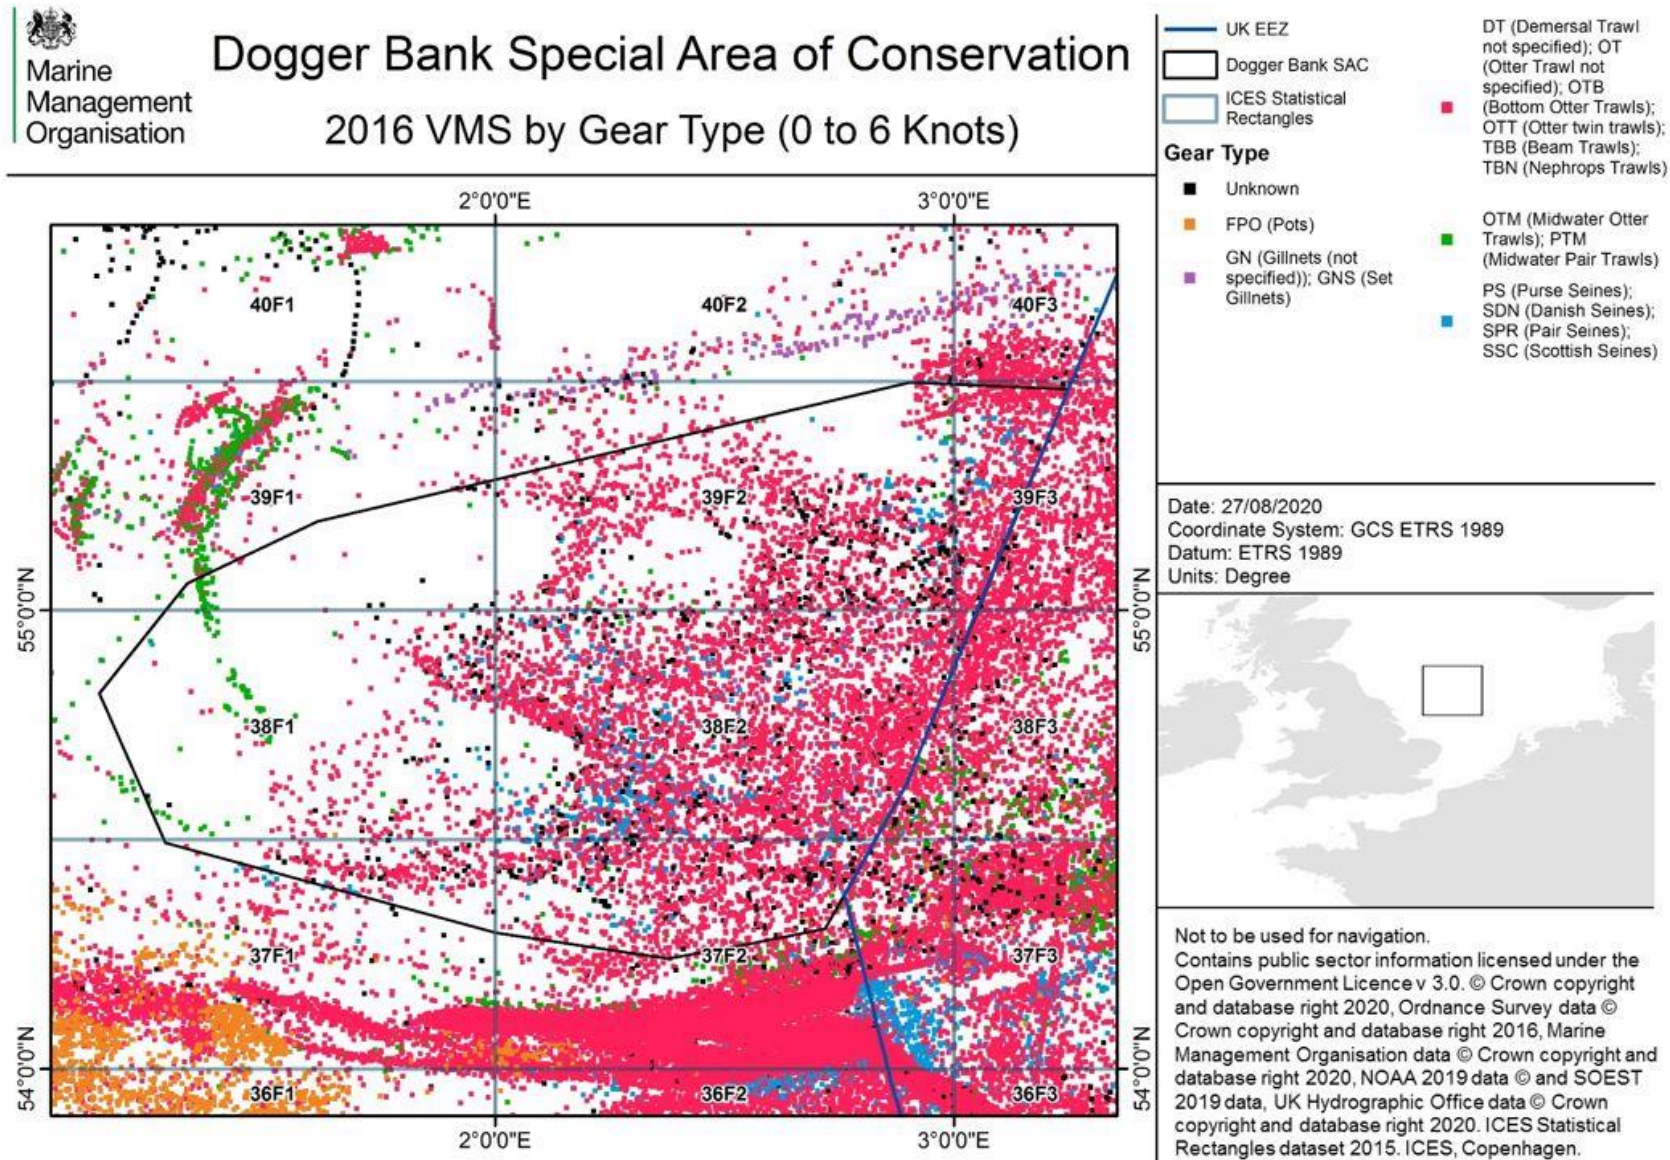 Marine
Management
Organisation
Dogger Bank Special Area of Conservation
2016 VMS by Gear Type (0 to 6 Knots)
2°0'0"E
3°0'0"E
40F1
40F2
40F3
39F1
39F2
39F3
55°0'0"N
55°0'0"N
38F1
38F2
38F3
37F1
37F2
37F3
54°0'0"N
54°0'0"N
36F1
36F2
36F3
2°0'0"E
3°0'0"E
UK EEZ
Dogger Bank SAC
ICES Statistical
Rectangles
Gear Type
Unknown
FPO (Pots)
GN (Gillnets (not
specified)); GNS (Set
Gillnets)
DT (Demersal Trawl
not specified); OT
(Otter Trawl not
specified); OTB
(Bottom Otter Trawls);
OTT (Otter twin trawls);
TBB (Beam Trawls);
TBN (Nephrops Trawls)
OTM (Midwater Otter
Trawls); PTM
(Midwater Pair Trawls)
PS (Purse Seines);
SDN (Danish Seines);
SPR (Pair Seines);
SSC (Scottish Seines)
Date: 27/08/2020
Coordinate System: GCS ETRS 1989
Datum: ETRS 1989
Units: Degree
Not to be used for navigation.
Contains public sector information licensed under the
Open Government Licence v 3.0. © Crown copyright
and database right 2020, Ordnance Survey data ©
Crown copyright and database right 2016, Marine
Management Organisation data © Crown copyright and
database right 2020, NOAA 2019 data © and SOEST
2019 data, UK Hydrographic Office data © Crown
copyright and database right 2020. ICES Statistical
Rectangles dataset 2015. ICES, Copenhagen.